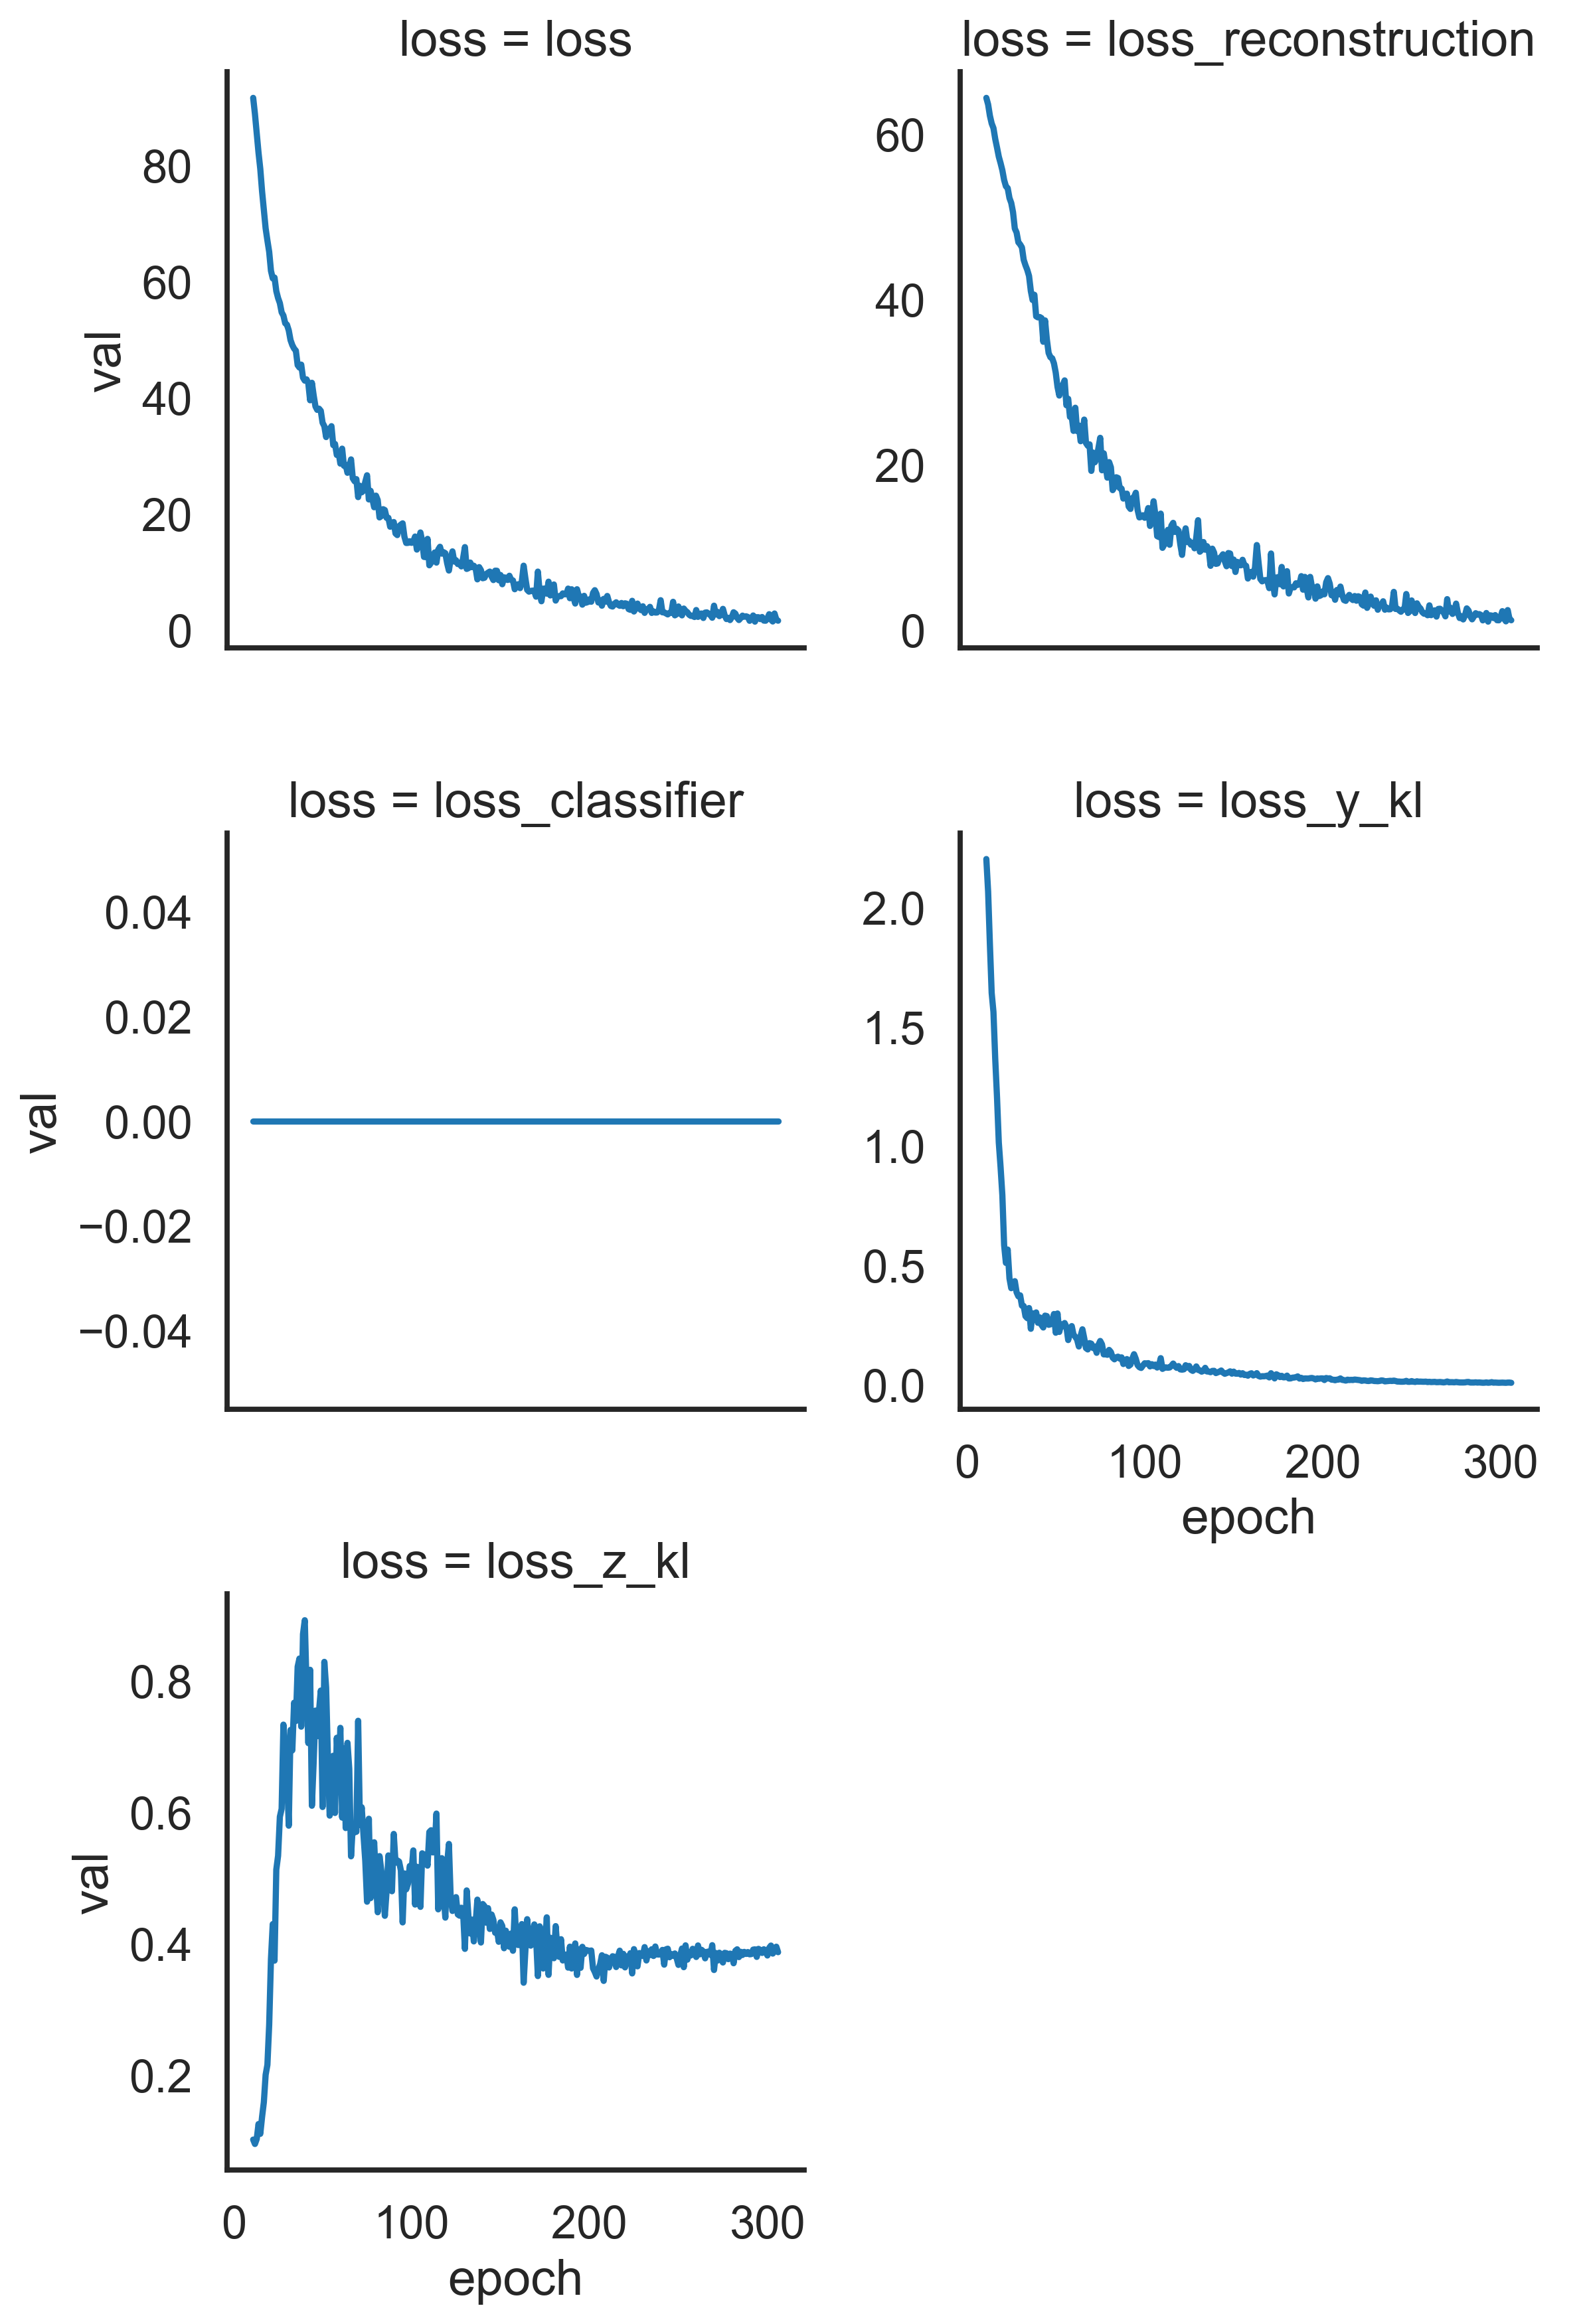 loss = loss
80
60
40
20
0
val
loss = loss_reconstruction
60
40
20
0
loss = loss_classifier
0.04
0.02
0.00
−0.02
−0.04
val
loss = loss_y_kl
2.0
1.5
1.0
0.5
0.0
0 100 200 300
epoch
loss = loss_z_kl
0.8
0.6
0.4
0.2
val
0 100 200 300
epoch